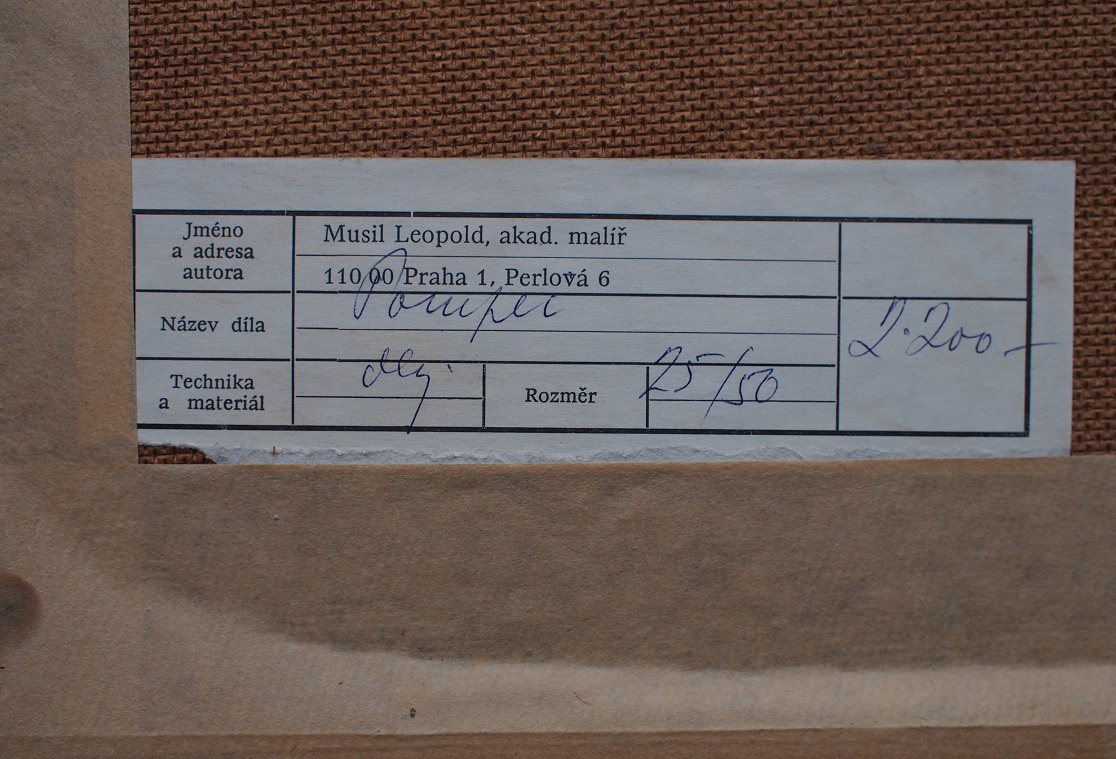 Jméno
a adresa
autora
Musil Leopold, akad. malíř
110 00 Praha 1, Perlová 6
Název díla
Pompei
2.200 –
Technika
a materiál
olej.
Rozměr
25/50